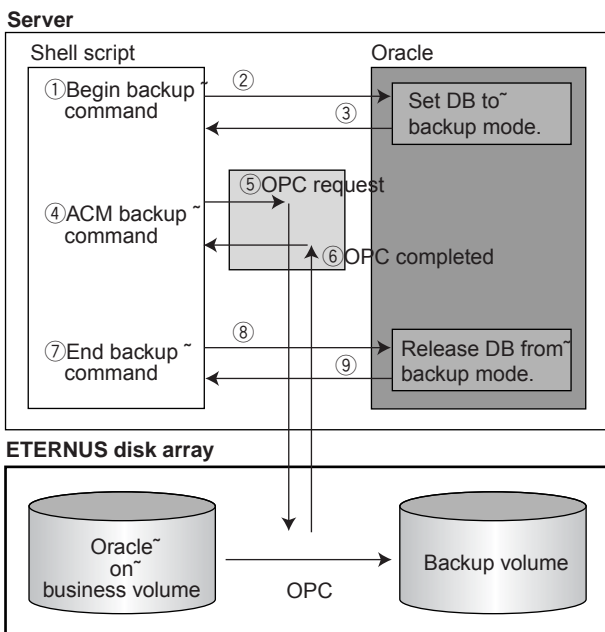 Server
Shell script
Oracle
①Begin backup ˜
command
②
③
Set DB to˜
backup mode.
④ACM backup ˜
command
⑤OPC request
⑥OPC completed
⑦End backup ˜
command
⑧
⑨
Release DB from˜
backup mode.
ETERNUS disk array
Oracle˜
on˜
business volume
OPC
Backup volume